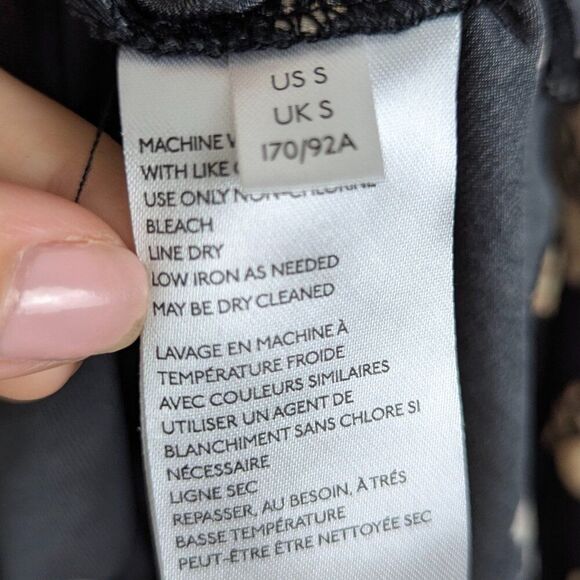 US S
UK S
170/92A
MACHINE
WITH LIKE
USE ONLY NON-CHLORINE
BLEACH
LINE DRY
LOW IRON AS NEEDED
MAY BE DRY CLEANED
LAVAGE EN MACHINE À
TEMPÉRATURE FROIDE
AVEC COULEURS SIMILAIRES
UTILISER UN AGENT DE
BLANCHIMENT SANS CHLORE SI
NÉCESSAIRE
LIGNE SEC
REPASSER, AU BESOIN, À TRÉS
BASSE TEMPÉRATURE
PEUT-ÊTRE ÊTRE NETTOYÉE SEC